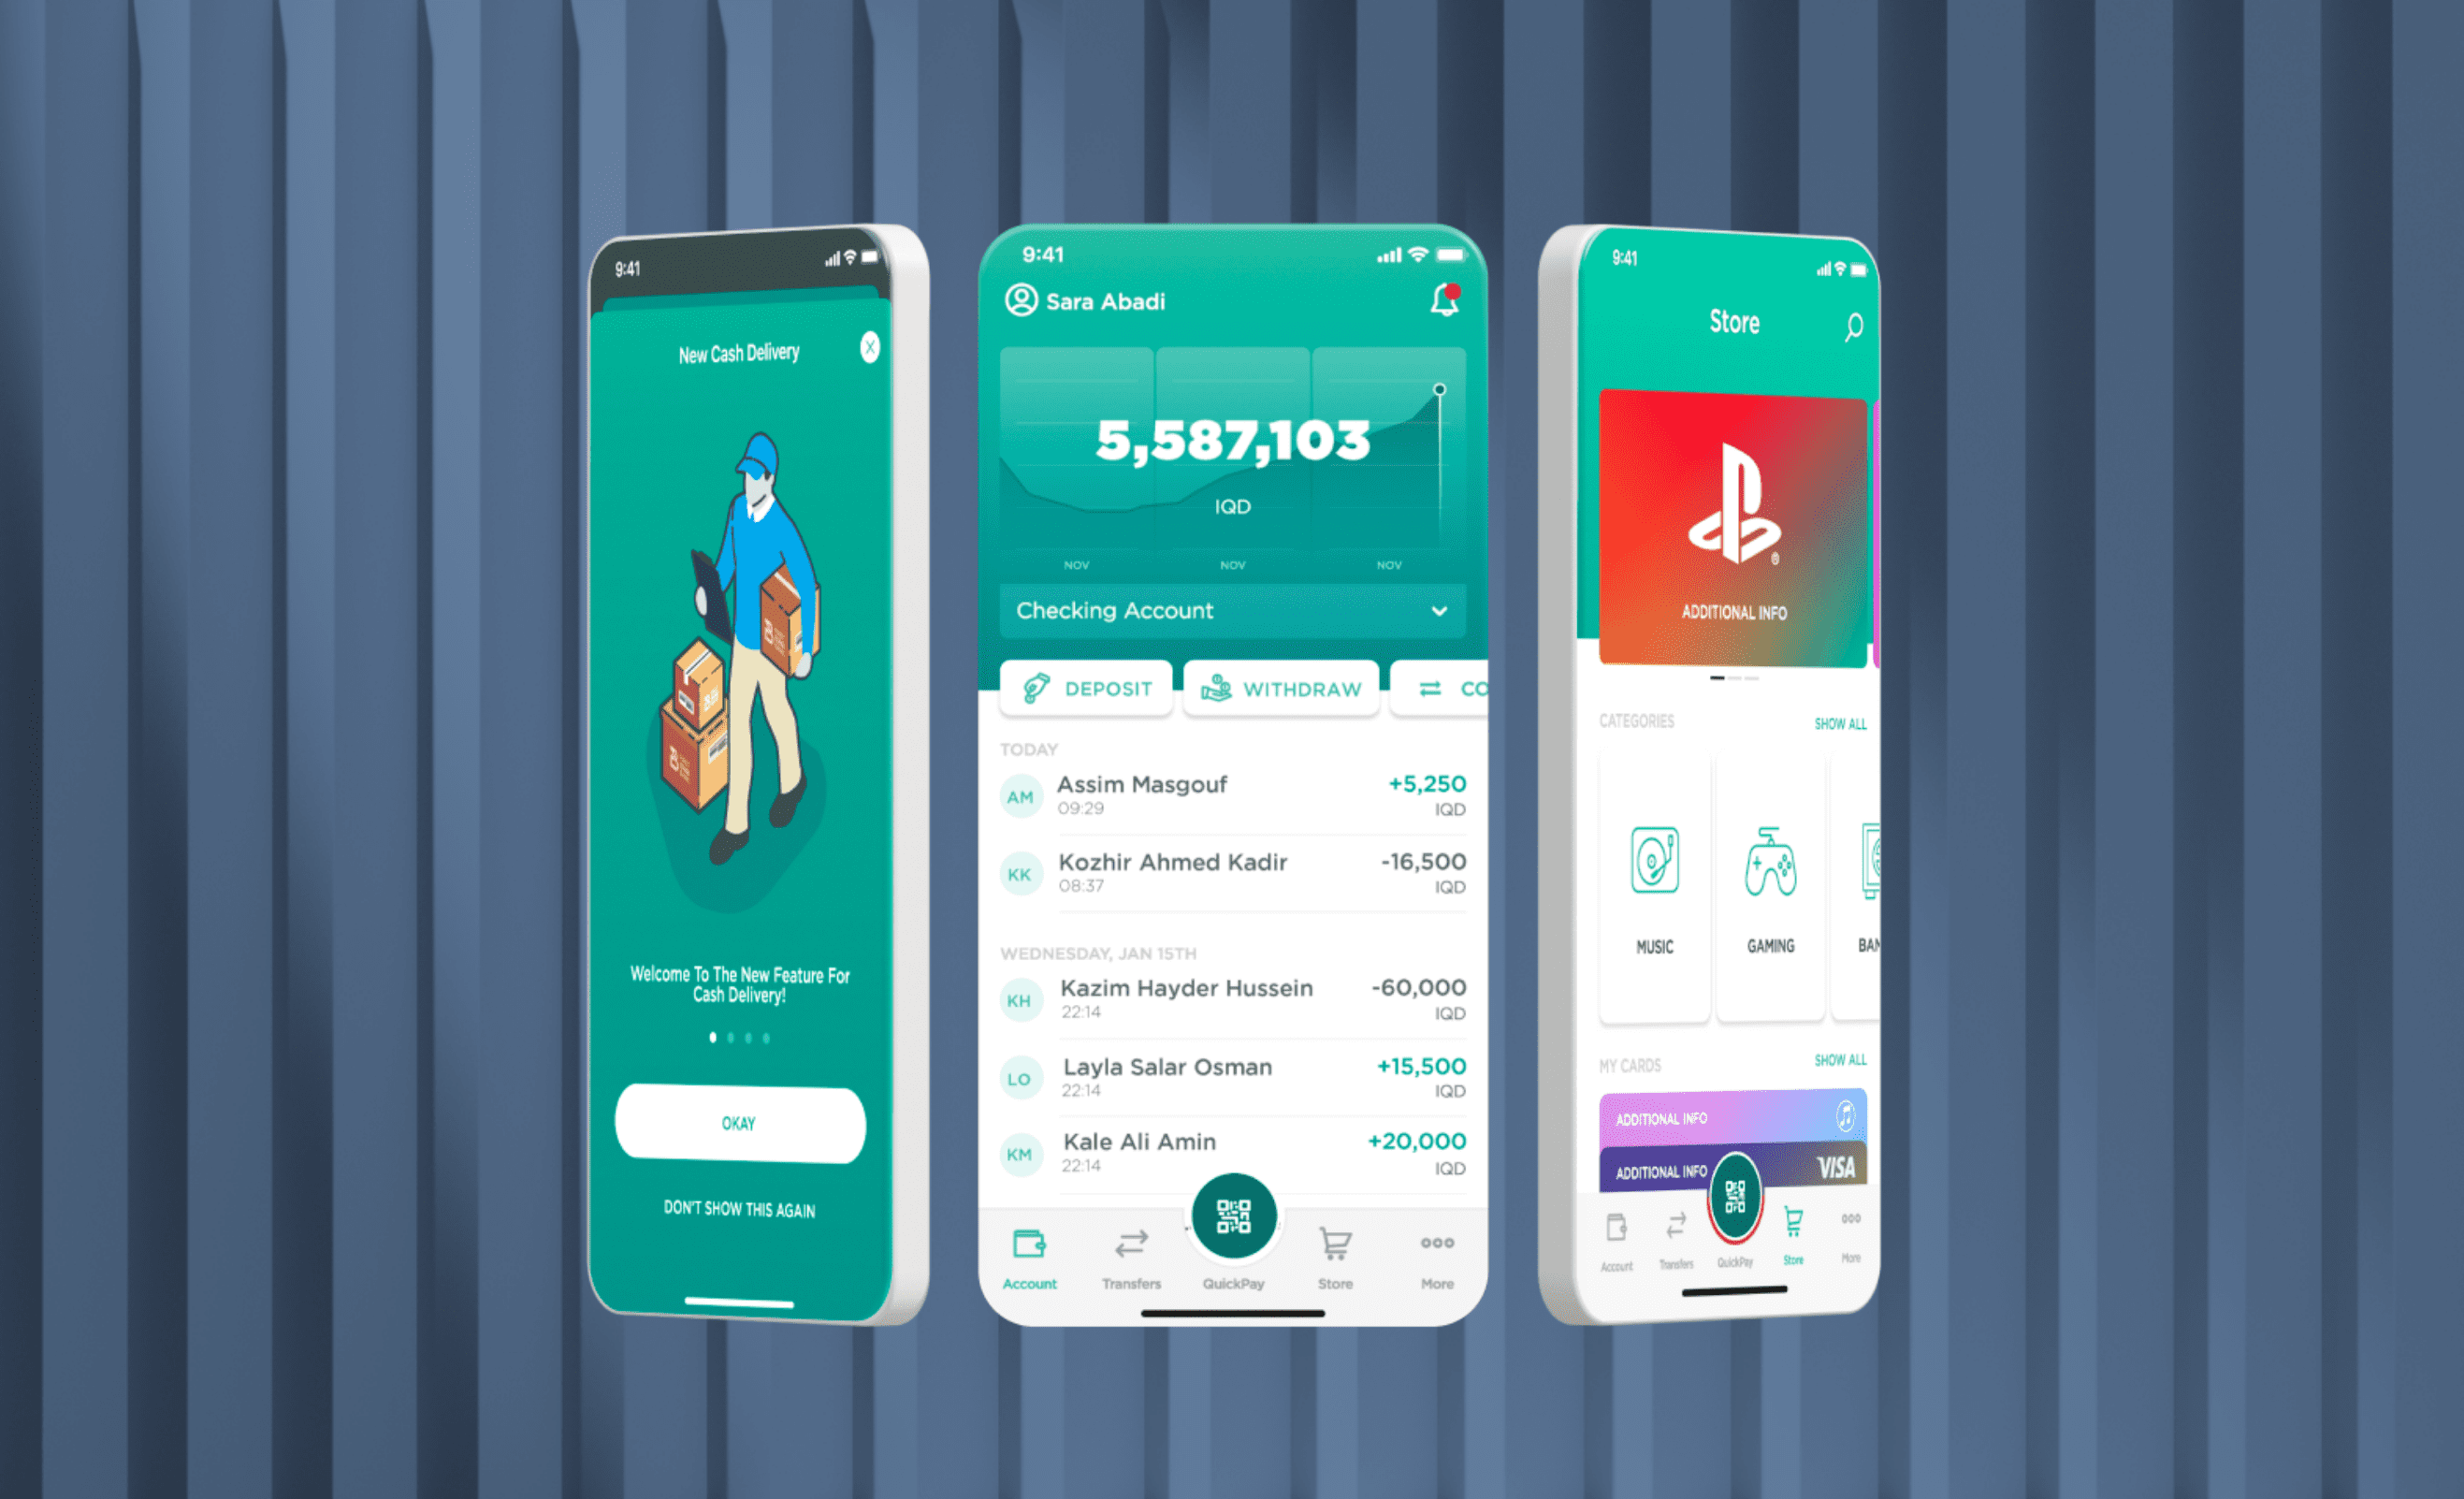 9:41
New Cash Delivery
Welcome To The New Feature For
Cash Delivery!
OKAY
DON'T SHOW THIS AGAIN
9:41
Sara Abadi
5,587,103
IQD
NOV NOV NOV
Checking Account
DEPOSIT WITHDRAW CO
TODAY
AM Assim Masgouf +5,250
09:29 IQD
KK Kozhir Ahmed Kadir -16,500
08:37 IQD
WEDNESDAY, JAN 15TH
KH Kazim Hayder Hussein -60,000
22:14 IQD
LO Layla Salar Osman +15,500
22:14 IQD
KM Kale Ali Amin +20,000
22:14 IQD
Account Transfers QuickPay Store More
9:41
Store
ADDITIONAL INFO
CATEGORIES SHOW ALL
MUSIC GAMING BAN
MY CARDS SHOW ALL
ADDITIONAL INFO
ADDITIONAL INFO VISA
Account Transfers QuickPay Store More